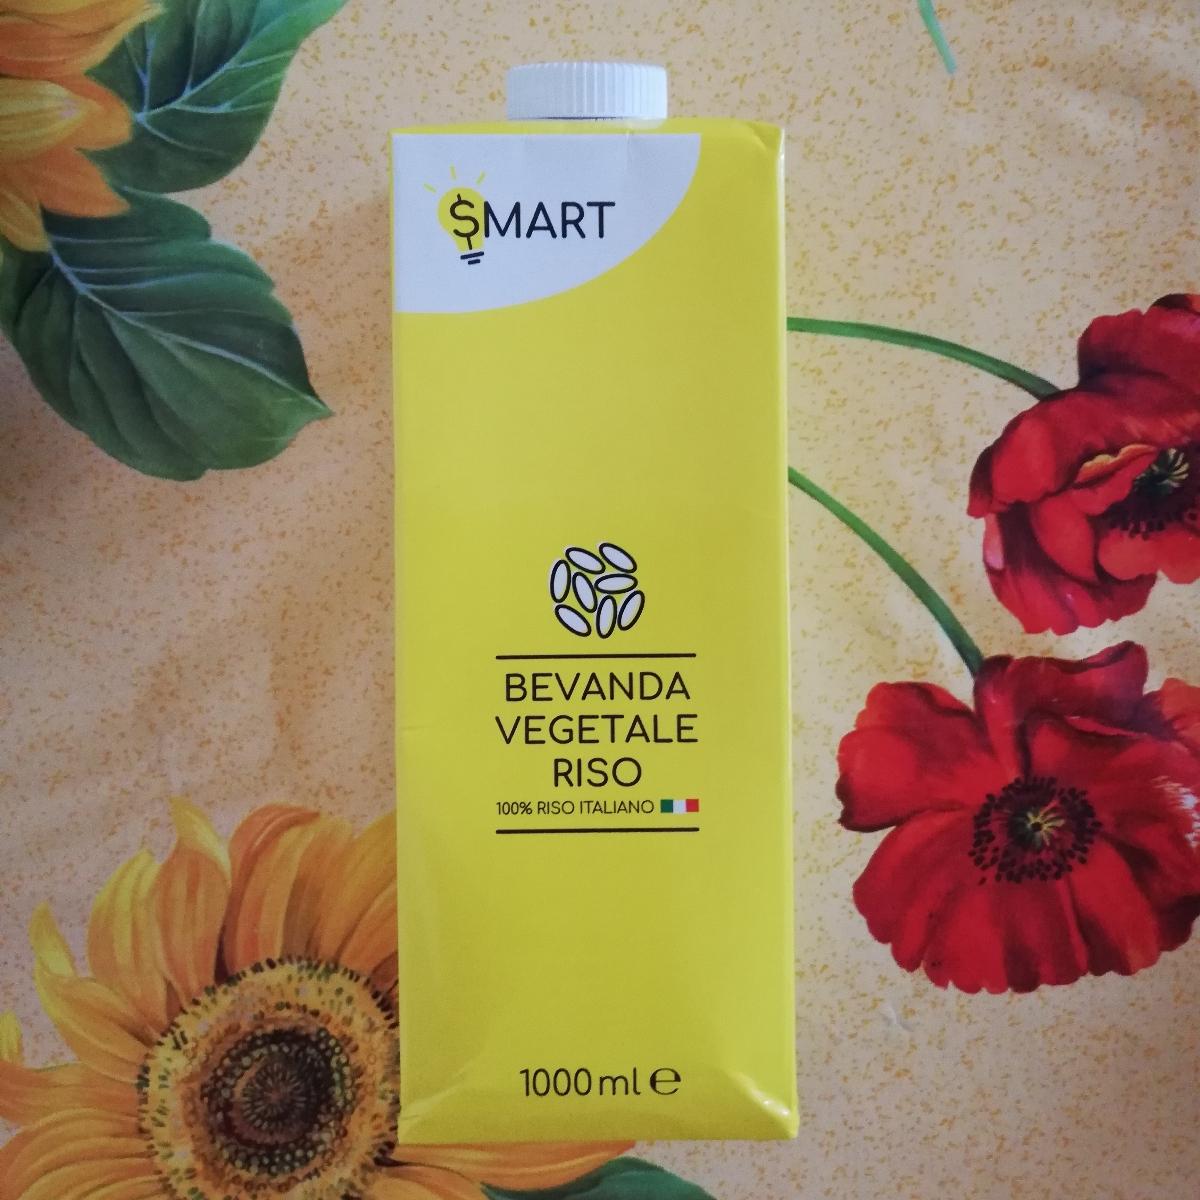 $MART
BEVANDA
VEGETALE
RISO
100% RISO ITALIANO
1000 ml ℮